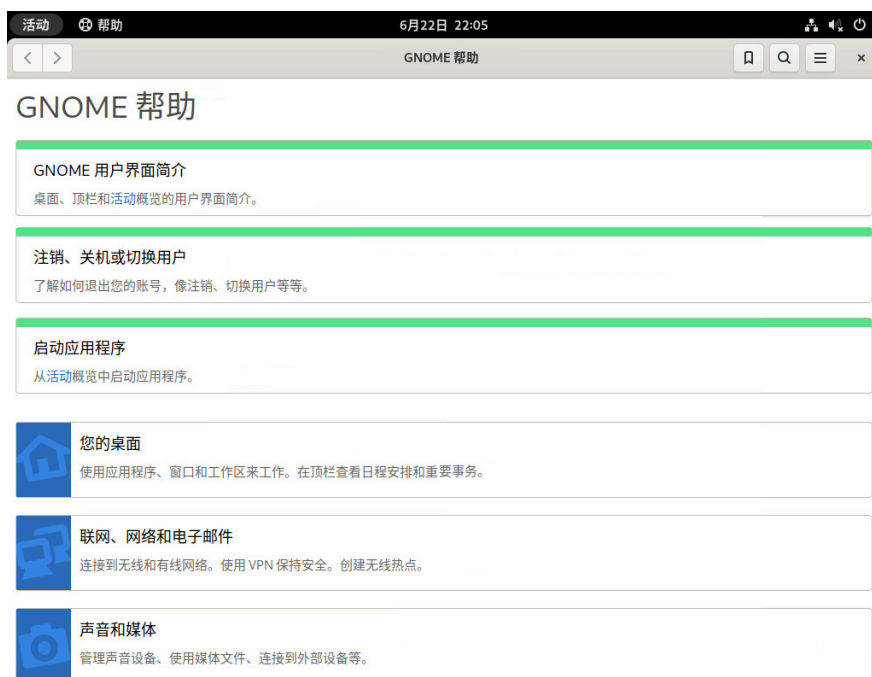 活动 帮助 6月22日 22:05
GNOME 帮助
GNOME 帮助
GNOME 用户界面简介
桌面、顶栏和活动概览的用户界面简介。
注销、关机或切换用户
了解如何退出您的账号，像注销、切换用户等等。
启动应用程序
从活动概览中启动应用程序。
您的桌面
使用应用程序、窗口和工作区来工作。在顶栏查看日程安排和重要事务。
联网、网络和电子邮件
连接到无线和有线网络。使用 VPN 保持安全。创建无线热点。
声音和媒体
管理声音设备、使用媒体文件、连接到外部设备等。